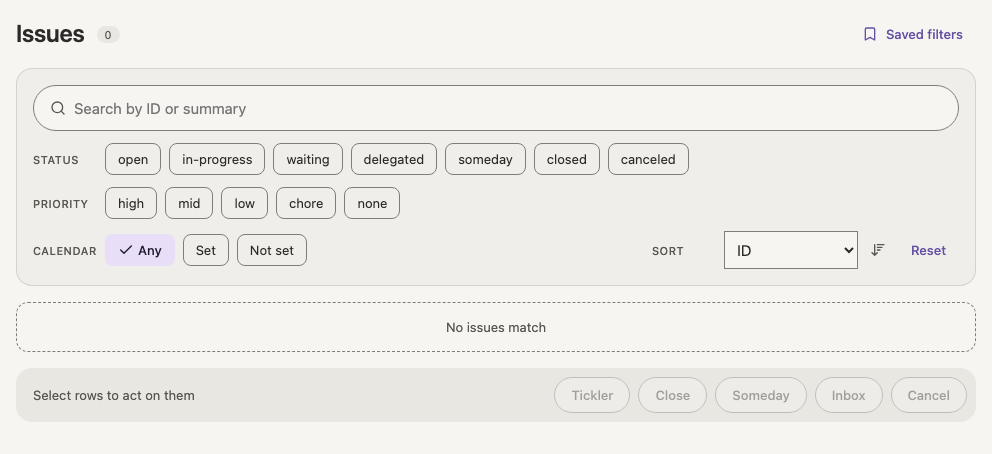 Issues 0 Saved filters
Search by ID or summary
STATUS open in-progress waiting delegated someday closed canceled
PRIORITY high mid low chore none
CALENDAR Any Set Not set SORT ID Reset
No issues match
Select rows to act on them Tickler Close Someday Inbox Cancel